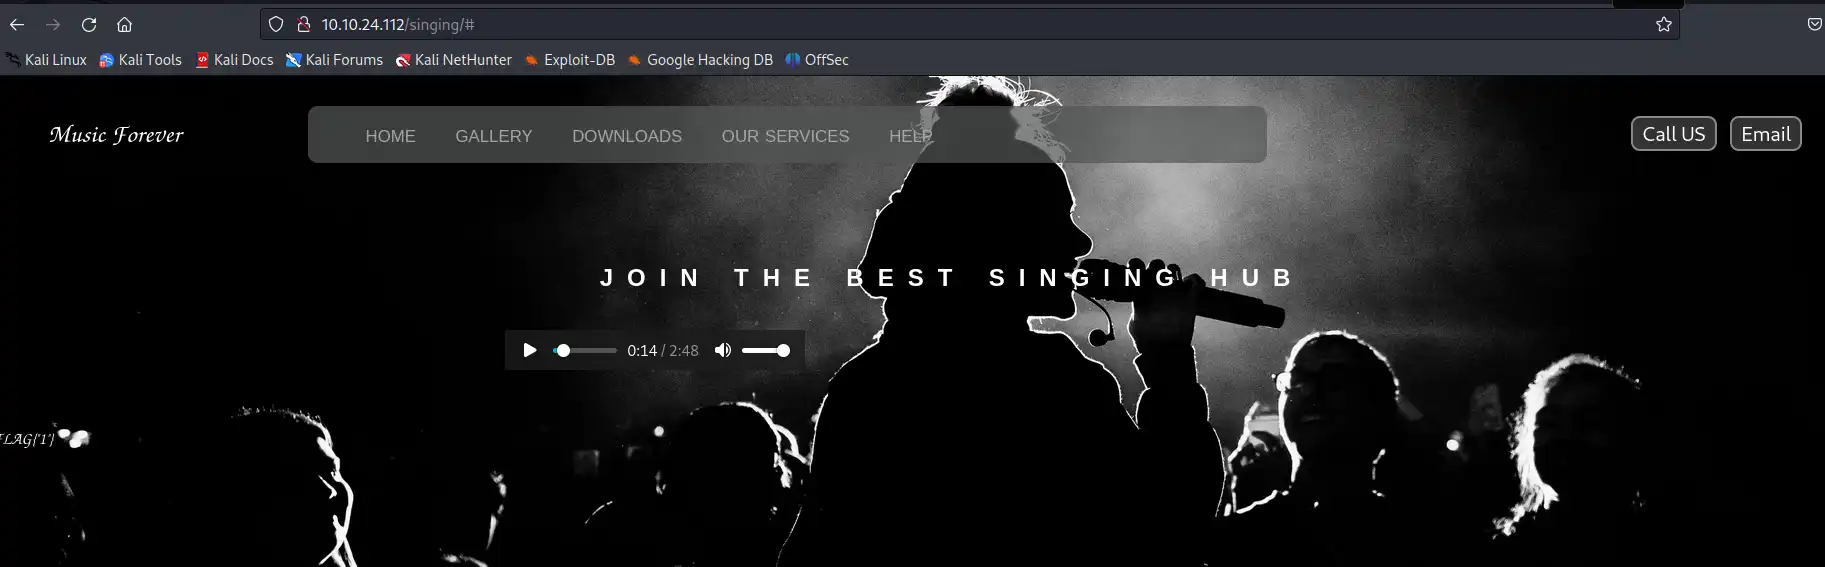 10.10.24.112/singing/#
Kali Linux Kali Tools Kali Docs Kali Forums Kali NetHunter Exploit-DB Google Hacking DB OffSec
Music Forever HOME GALLERY DOWNLOADS OUR SERVICES HELP Call US Email
JOIN THE BEST SINGING HUB
0:14 / 2:48
FLAG{"1"}